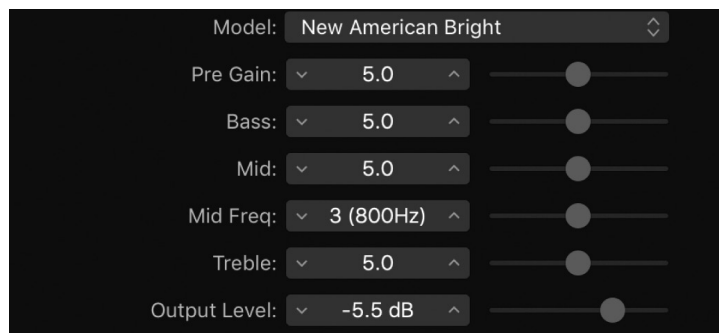 Model: New American Bright
Pre Gain: 5.0
Bass: 5.0
Mid: 5.0
Mid Freq: 3 (800Hz)
Treble: 5.0
Output Level: -5.5 dB